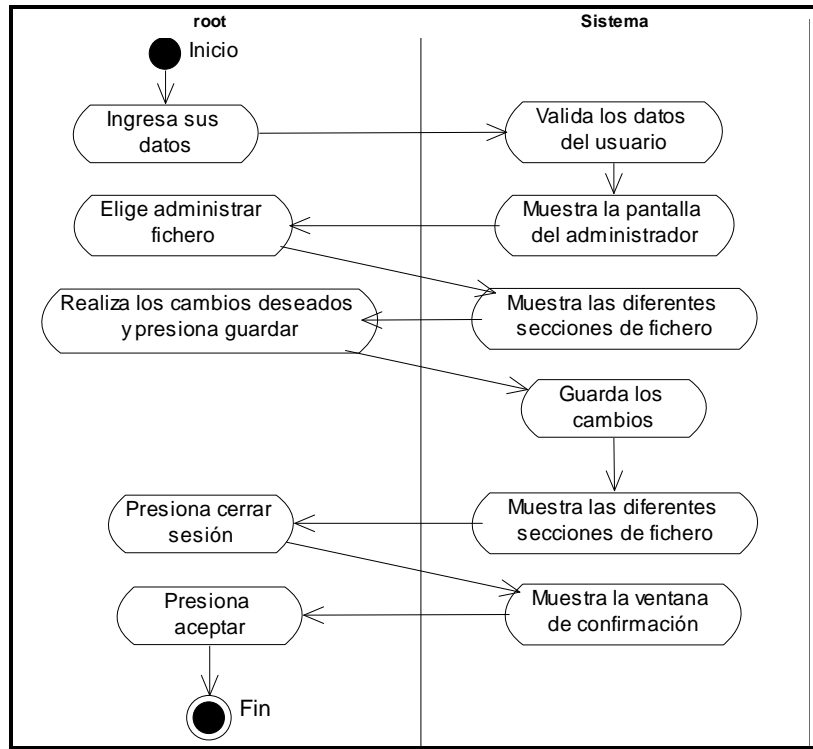 root
Sistema
Inicio
Ingresa sus
datos
Valida los datos
del usuario
Elige administrar
fichero
Muestra la pantalla
del administrador
Realiza los cambios deseados
y presiona guardar
Muestra las diferentes
secciones de fichero
Guarda los
cambios
Presiona cerrar
sesión
Muestra las diferentes
secciones de fichero
Presiona
aceptar
Muestra la ventana
de confirmación
Fin